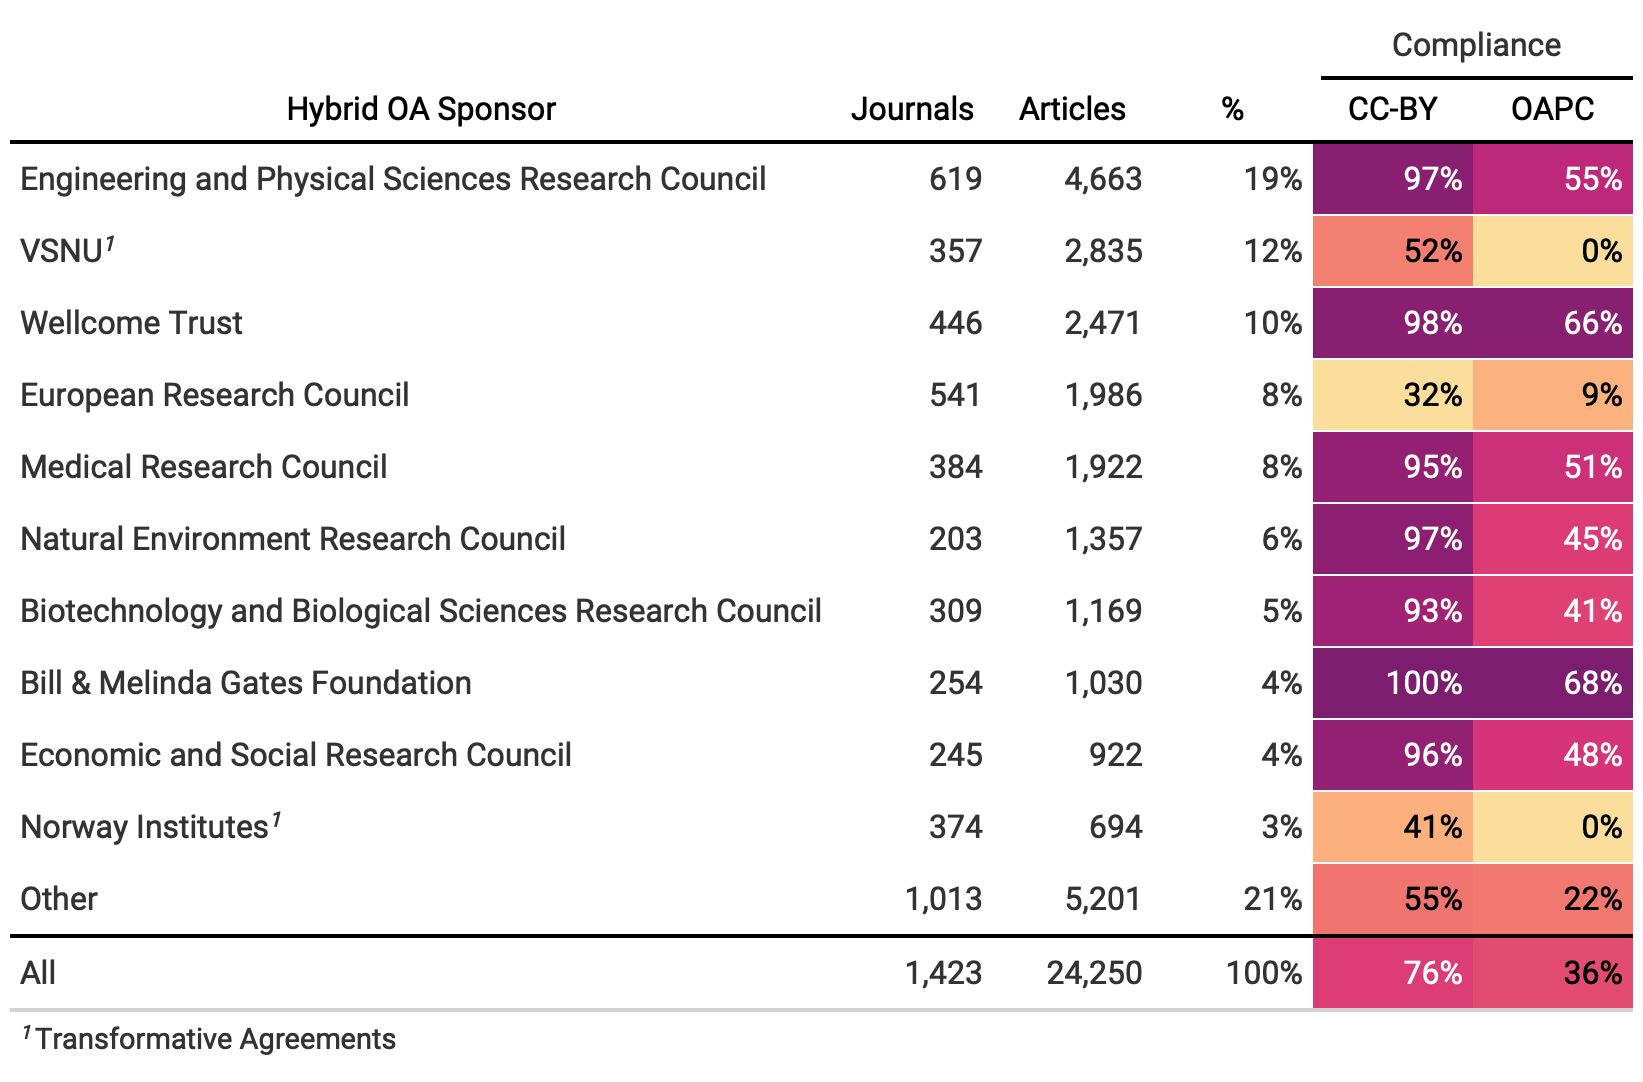 Compliance
Hybrid OA Sponsor Journals Articles % CC-BY OAPC
Engineering and Physical Sciences Research Council 619 4,663 19% 97% 55%
VSNU¹ 357 2,835 12% 52% 0%
Wellcome Trust 446 2,471 10% 98% 66%
European Research Council 541 1,986 8% 32% 9%
Medical Research Council 384 1,922 8% 95% 51%
Natural Environment Research Council 203 1,357 6% 97% 45%
Biotechnology and Biological Sciences Research Council 309 1,169 5% 93% 41%
Bill & Melinda Gates Foundation 254 1,030 4% 100% 68%
Economic and Social Research Council 245 922 4% 96% 48%
Norway Institutes¹ 374 694 3% 41% 0%
Other 1,013 5,201 21% 55% 22%
All 1,423 24,250 100% 76% 36%
¹ Transformative Agreements